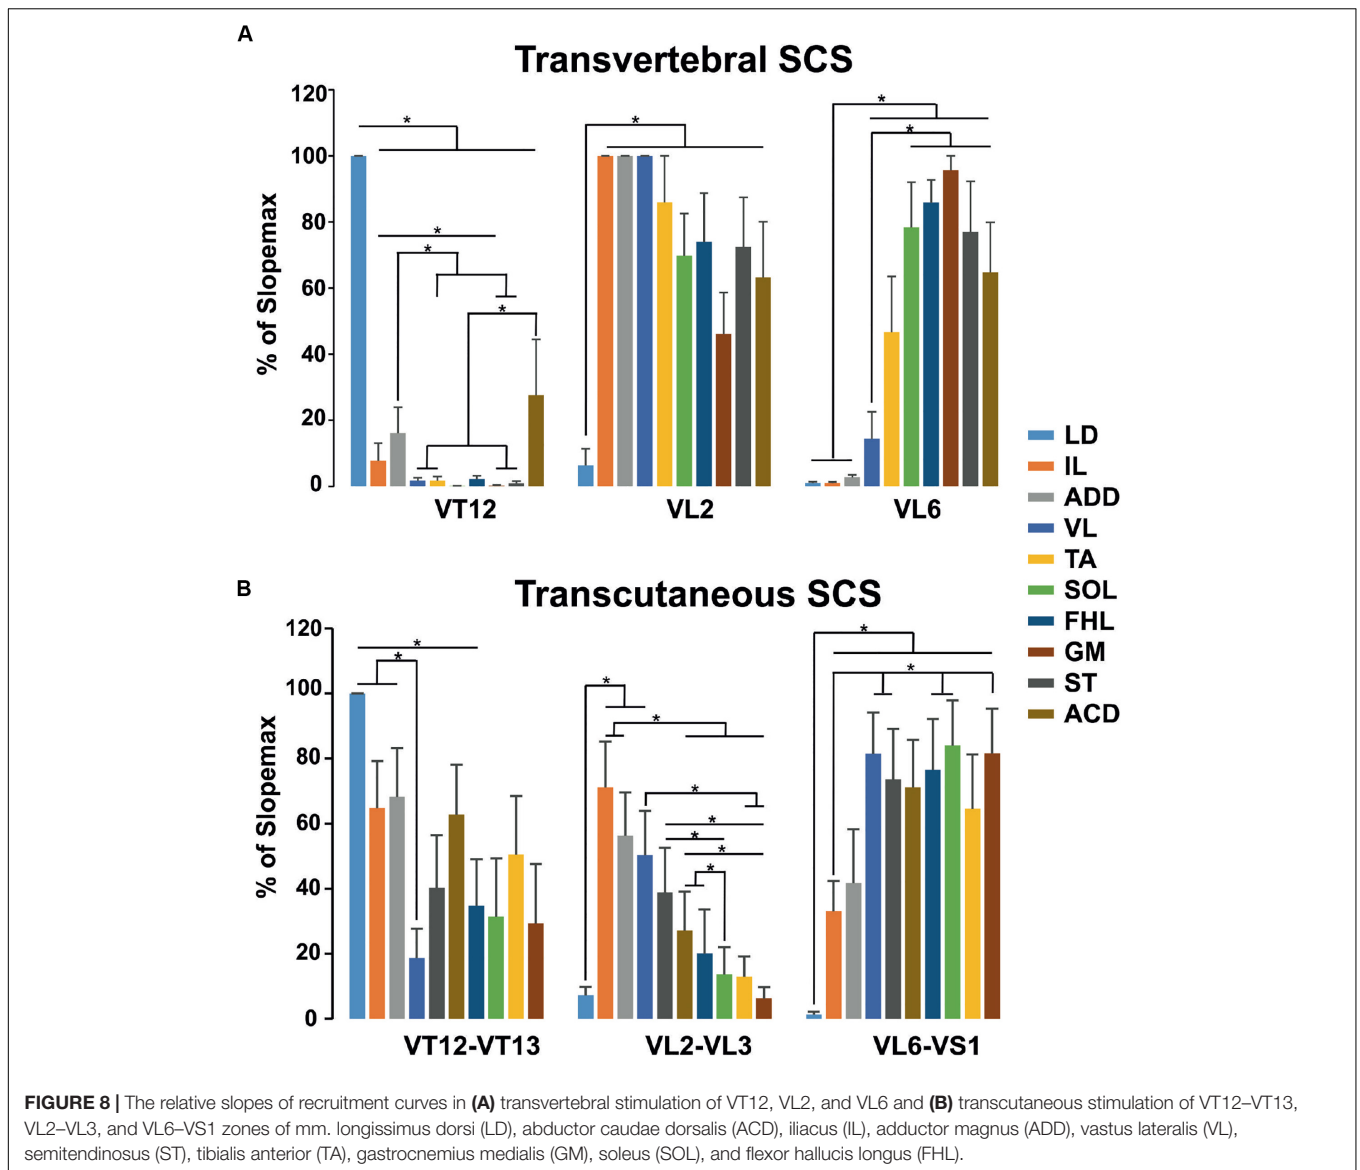 A
Transvertebral SCS
% of Slopemax
120
100
80
60
40
20
0
*
*
*
*
*
*
*
VT12
VL2
VL6
LD
IL
ADD
VL
TA
SOL
FHL
GM
ST
ACD
B
Transcutaneous SCS
% of Slopemax
120
100
80
60
40
20
0
*
*
*
*
*
*
*
*
*
*
*
VT12-VT13
VL2-VL3
VL6-VS1
FIGURE 8 | The relative slopes of recruitment curves in (A) transvertebral stimulation of VT12, VL2, and VL6 and (B) transcutaneous stimulation of VT12–VT13,
VL2–VL3, and VL6–VS1 zones of mm. longissimus dorsi (LD), abductor caudae dorsalis (ACD), iliacus (IL), adductor magnus (ADD), vastus lateralis (VL),
semitendinosus (ST), tibialis anterior (TA), gastrocnemius medialis (GM), soleus (SOL), and flexor hallucis longus (FHL).